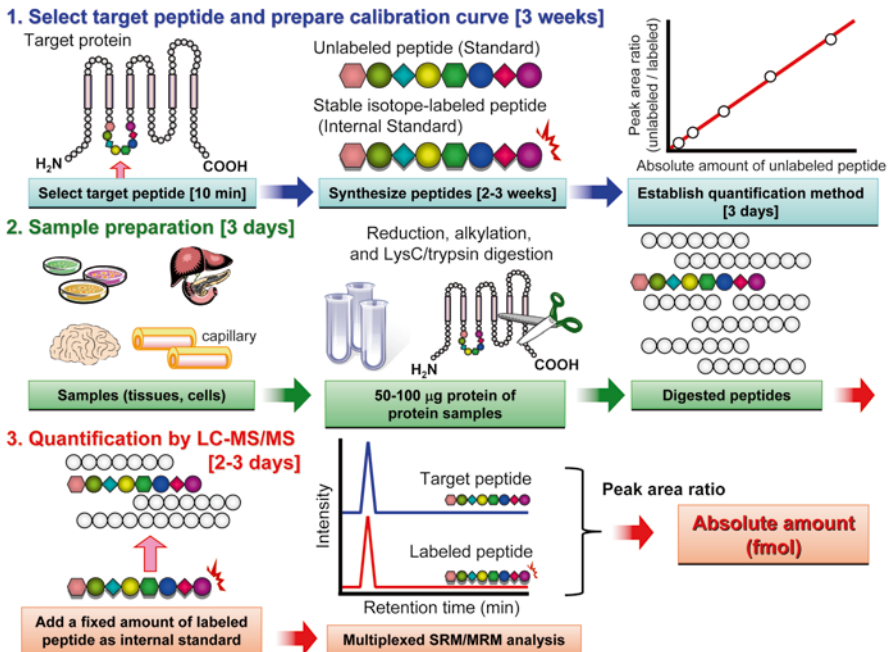 1. Select target peptide and prepare calibration curve [3 weeks]
Target protein
H₂N
COOH
Select target peptide [10 min]
Unlabeled peptide (Standard)
Stable isotope-labeled peptide
(Internal Standard)
Synthesize peptides [2-3 weeks]
Peak area ratio
(unlabeled / labeled)
Absolute amount of unlabeled peptide
Establish quantification method
[3 days]
2. Sample preparation [3 days]
capillary
Samples (tissues, cells)
Reduction, alkylation,
and LysC/trypsin digestion
H₂N
COOH
50-100 μg protein of
protein samples
Digested peptides
3. Quantification by LC-MS/MS
[2-3 days]
Add a fixed amount of labeled
peptide as internal standard
Intensity
Target peptide
Labeled peptide
Retention time (min)
Multiplexed SRM/MRM analysis
Peak area ratio
Absolute amount
(fmol)